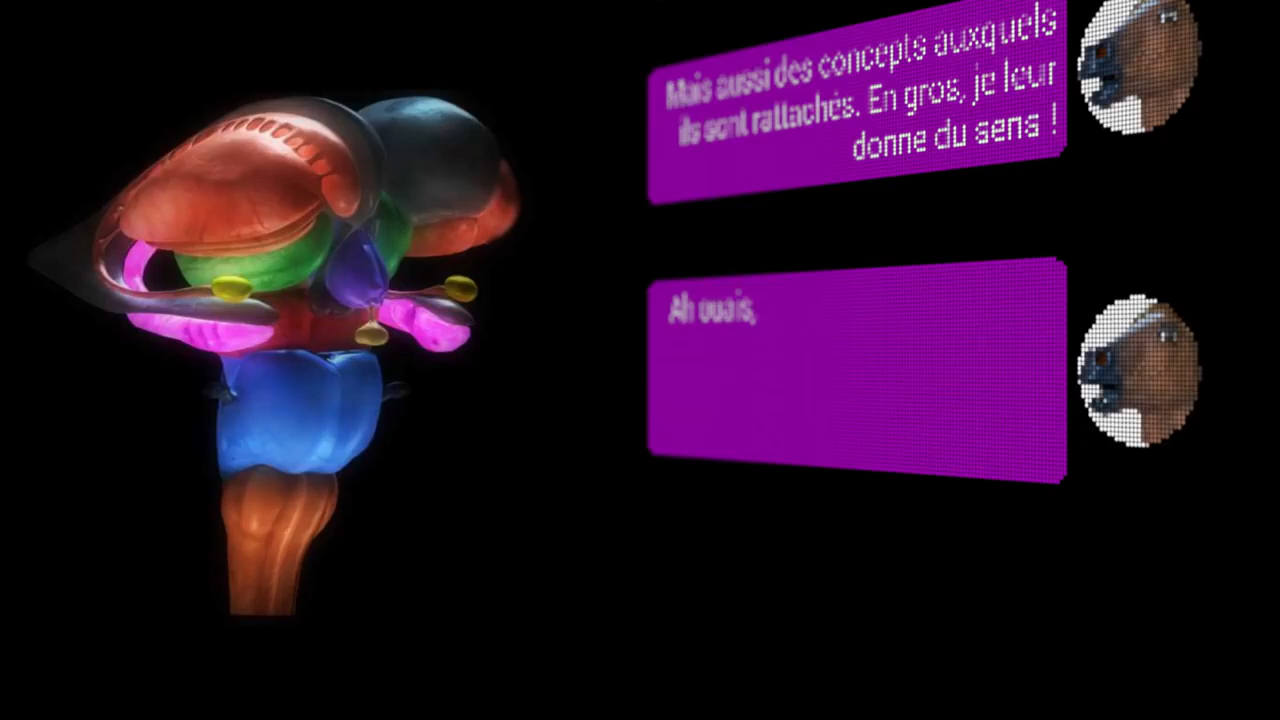 Mais aussi des concepts auxquels
ils sont rattachés. En gros, je leur
donne du sens !
Ah ouais,